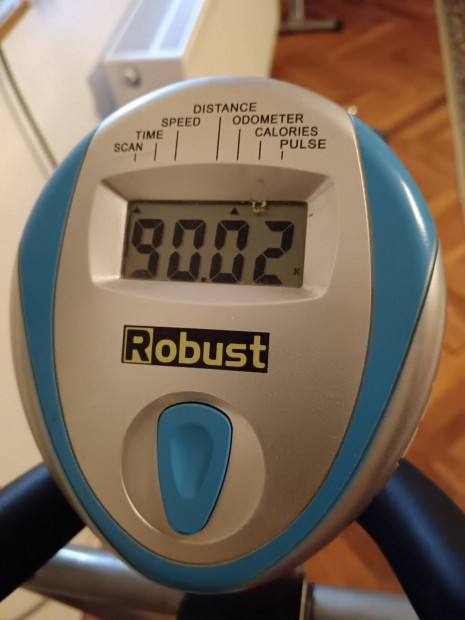 DISTANCE
SPEED ODOMETER
TIME CALORIES
SCAN PULSE
90.02
K
Robust